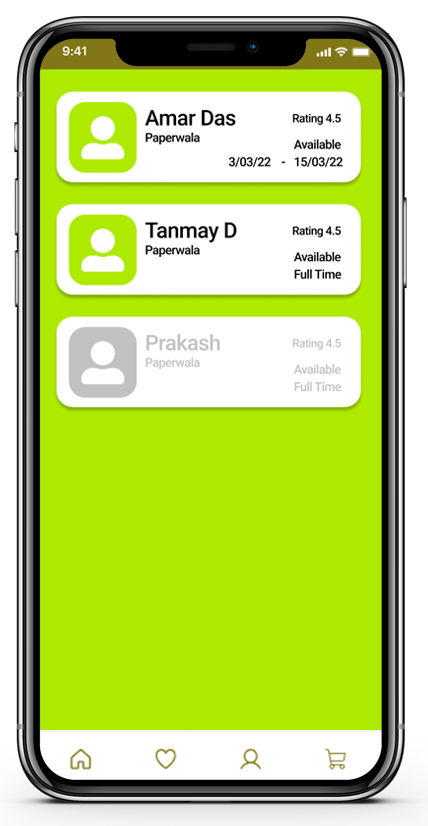 9:41
Amar Das
Rating 4.5
Paperwala
Available
3/03/22 - 15/03/22
Tanmay D
Rating 4.5
Paperwala
Available
Full Time
Prakash
Rating 4.5
Paperwala
Available
Full Time